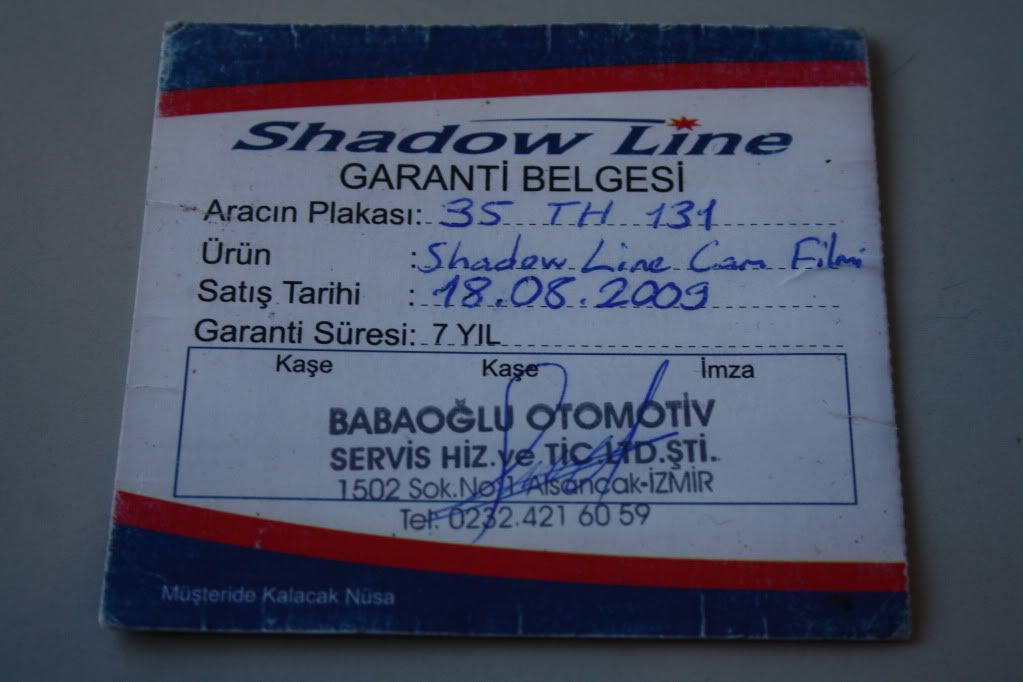 Shadow Line
GARANTİ BELGESİ
Aracın Plakası: 35 TH 131
Ürün : Shadow Line Cam Filmi
Satış Tarihi : 18.08.2009
Garanti Süresi: 7 YIL
Kaşe Kaşe İmza
BABAOĞLU OTOMOTİV
SERVİS HİZ.ve TİC.LTD.ŞTİ.
1502 Sok.No:1 Alsancak-İZMİR
Tel: 0232.421 60 59
Müşteride Kalacak Nüsa